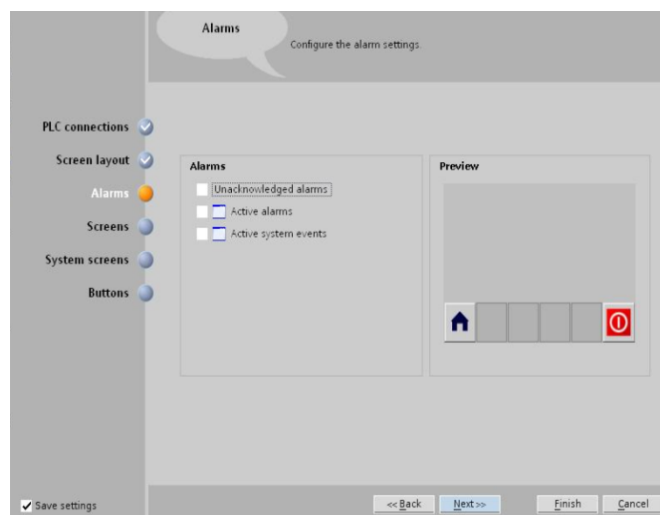 Alarms
Configure the alarm settings.
PLC connections
Screen layout
Alarms
Screens
System screens
Buttons
Alarms
Unacknowledged alarms
Active alarms
Active system events
Preview
Save settings
<< Back
Next >>
Finish
Cancel